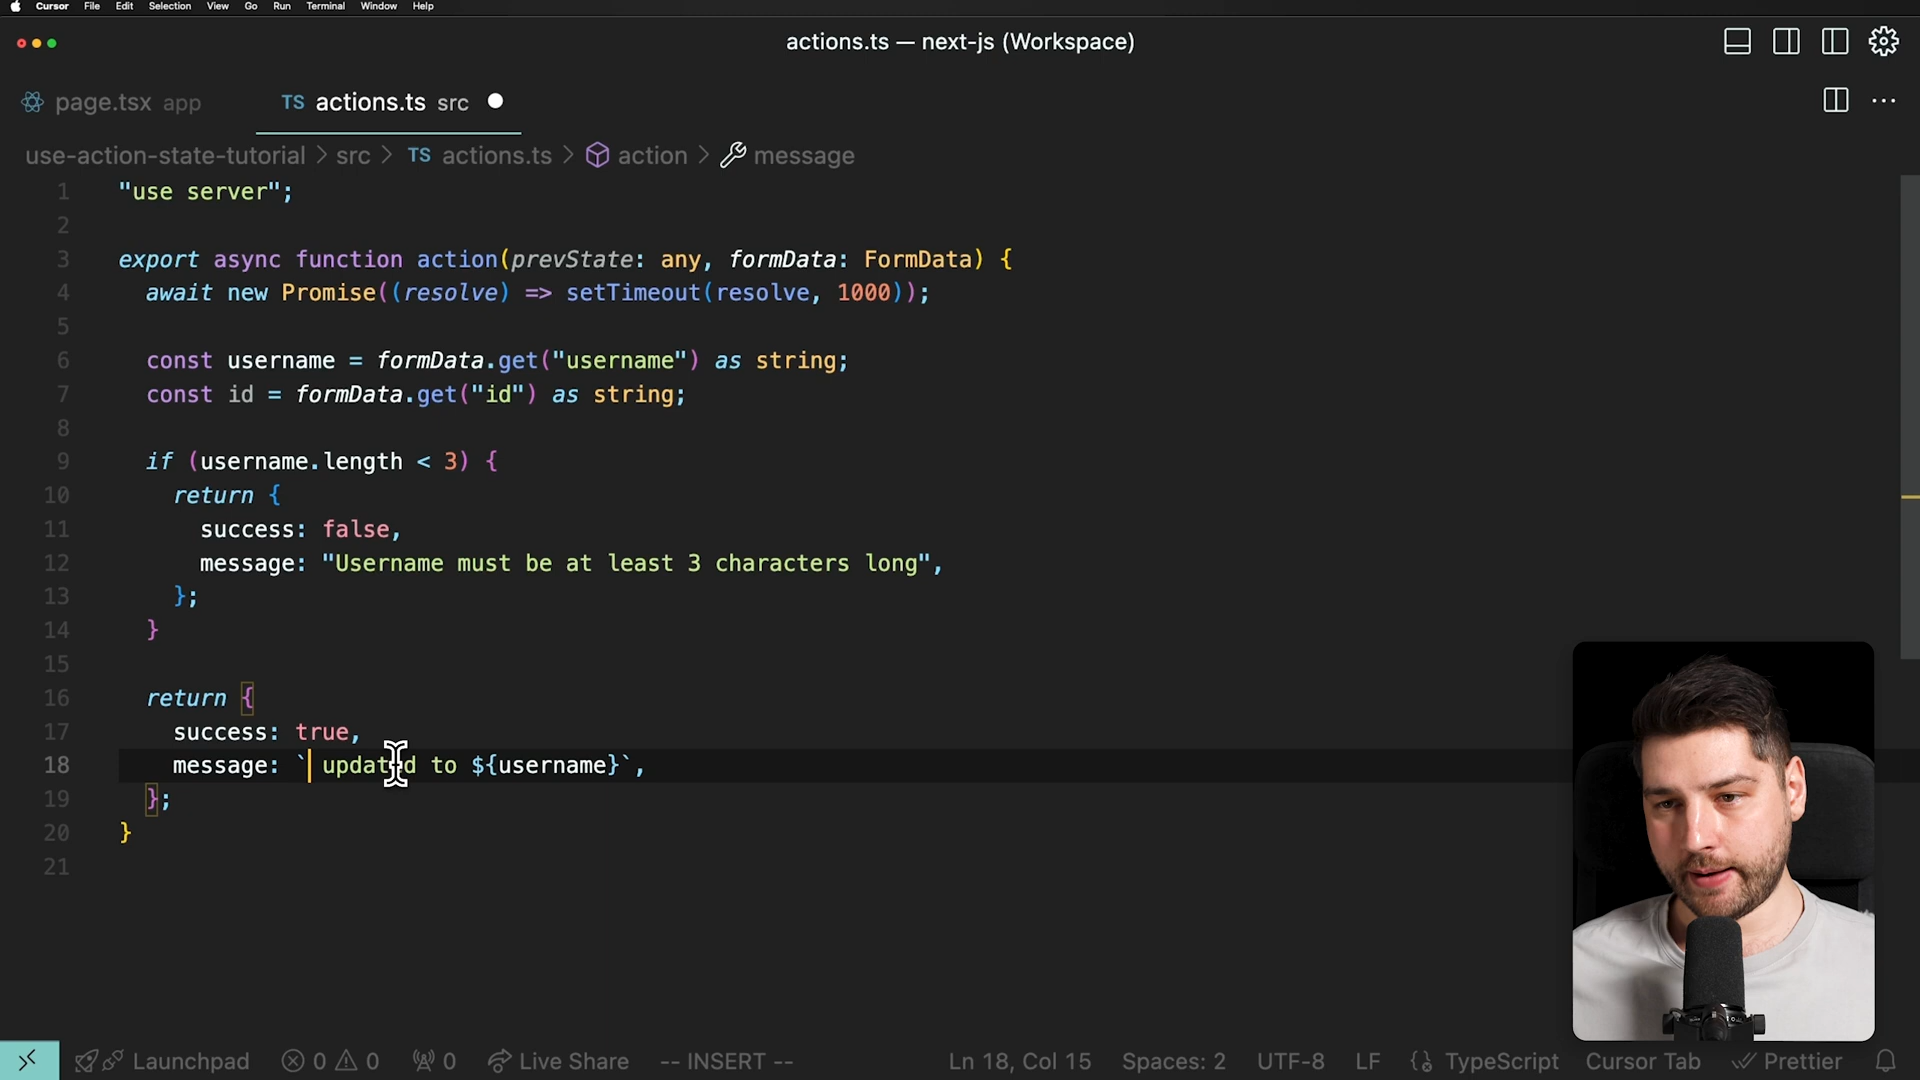 Cursor File Edit Selection View Go Run Terminal Window Help
actions.ts — next-js (Workspace)
page.tsx app TS actions.ts src
use-action-state-tutorial > src > TS actions.ts > action > message
1 "use server";
2
3 export async function action(prevState: any, formData: FormData) {
4 await new Promise((resolve) => setTimeout(resolve, 1000));
5
6 const username = formData.get("username") as string;
7 const id = formData.get("id") as string;
8
9 if (username.length < 3) {
10 return {
11 success: false,
12 message: "Username must be at least 3 characters long",
13 };
14 }
15
16 return {
17 success: true,
18 message: ` updated to ${username}`,
19 };
20 }
21
Launchpad 0 0 0 Live Share -- INSERT -- Ln 18, Col 15 Spaces: 2 UTF-8 LF TypeScript Cursor Tab Prettier